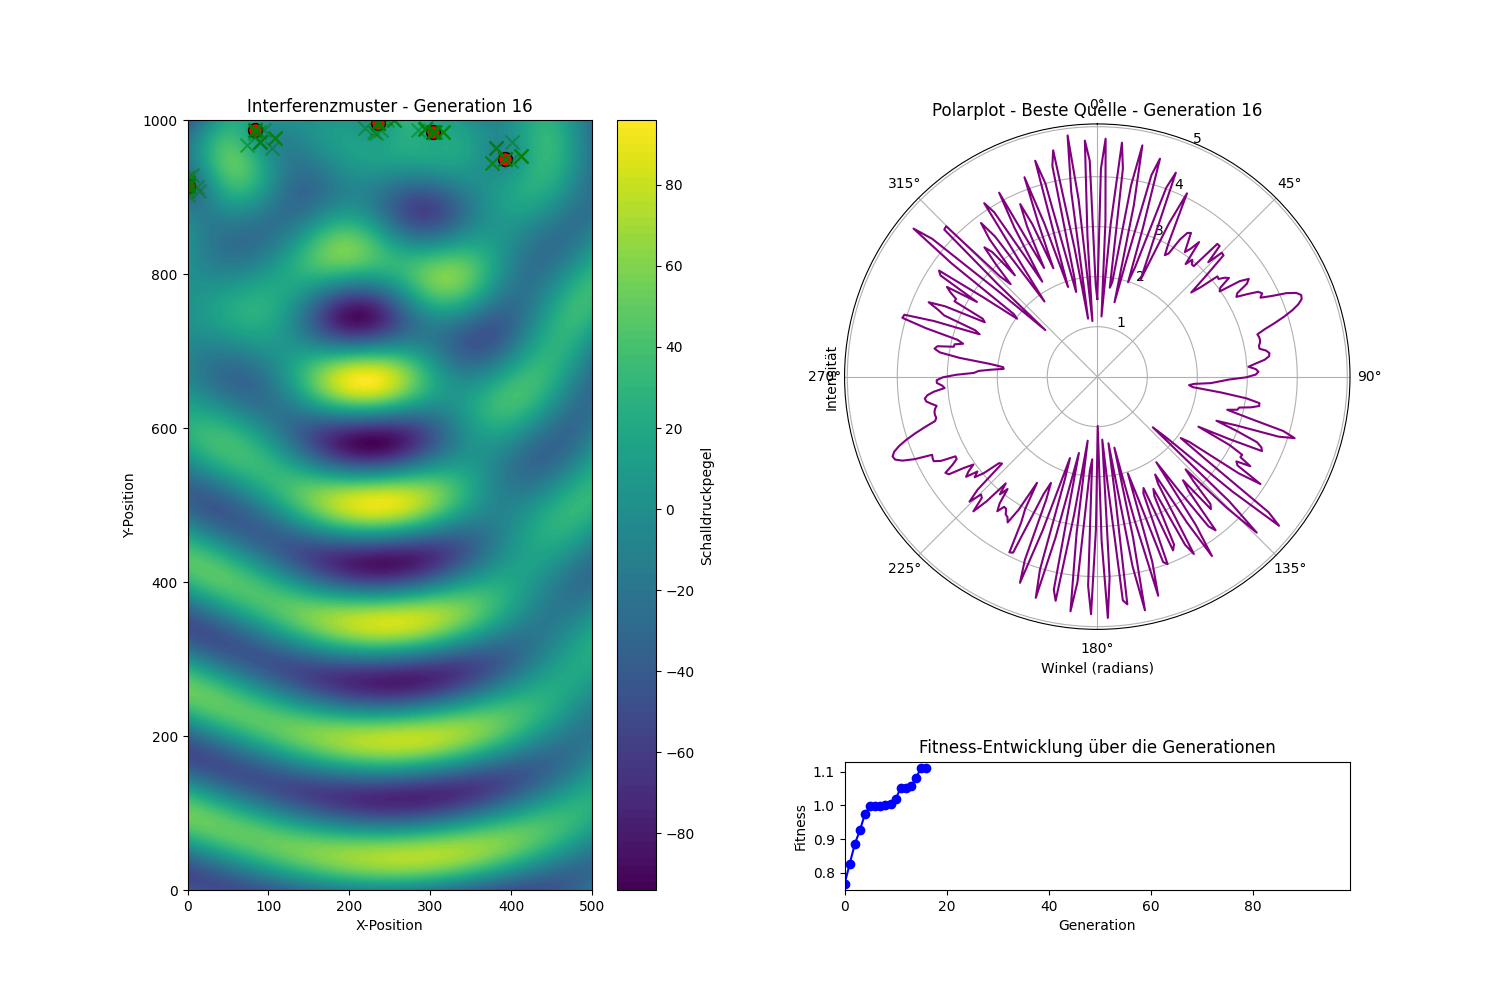 Interferenzmuster - Generation 16
1000
800
600
400
200
0
0 100 200 300 400 500
X-Position
Y-Position
80
60
40
20
0
−20
−40
−60
−80
Schalldruckpegel
Polarplot - Beste Quelle - Generation 16
0°
45°
90°
135°
180°
225°
270°
315°
1
2
3
4
5
Intensität
Winkel (radians)
Fitness-Entwicklung über die Generationen
1.1
1.0
0.9
0.8
Fitness
0 20 40 60 80
Generation